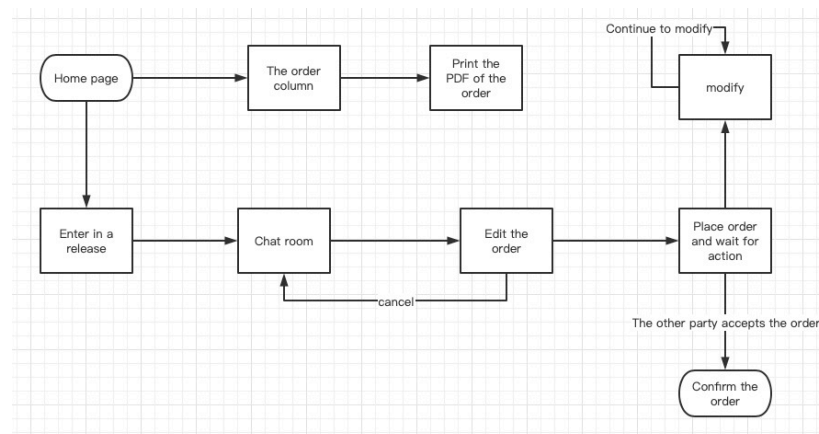 Continue to modify
Home page
The order
column
Print the
PDF of the
order
modify
Enter in a
release
Chat room
Edit the
order
Place order
and wait for
action
cancel
The other party accepts the order
Confirm the
order